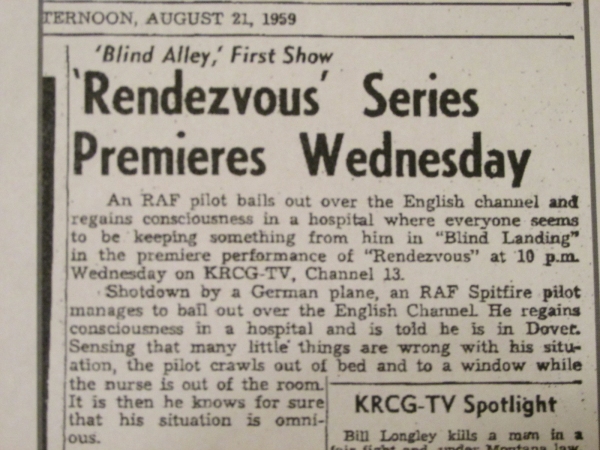 TERNOON, AUGUST 21, 1959
'Blind Alley,' First Show
'Rendezvous' Series
Premieres Wednesday
An RAF pilot bails out over the English channel and
regains consciousness in a hospital where everyone seems
to be keeping something from him in "Blind Landing"
in the premiere performance of "Rendezvous" at 10 p.m.
Wednesday on KRCG-TV, Channel 13.
Shotdown by a German plane, an RAF Spitfire pilot
manages to bail out over the English Channel. He regains
consciousness in a hospital and is told he is in Dover.
Sensing that many little things are wrong with his situ-
ation, the pilot crawls out of bed and to a window while
the nurse is out of the room.
It is then he knows for sure
that his situation is omni-
ous.
KRCG-TV Spotlight
Bill Longley kills a man in a
fair fight and under Montana law